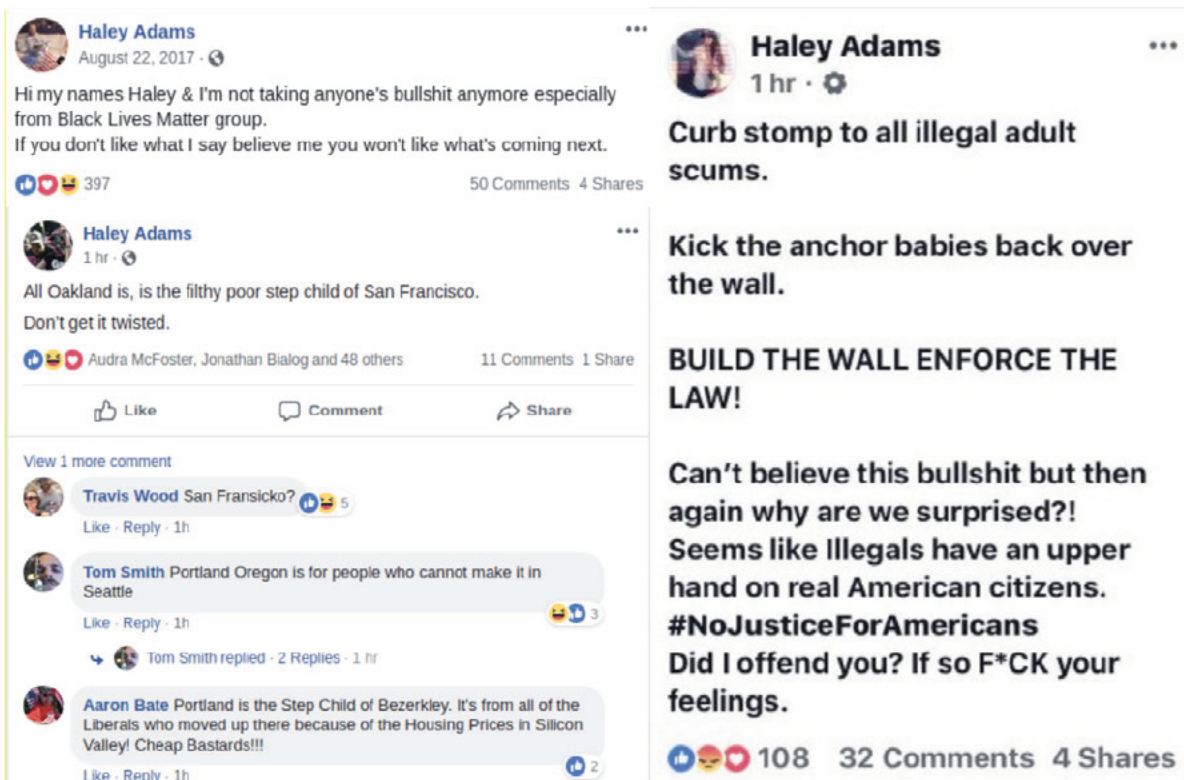 Haley Adams
August 22, 2017 ·
Hi my names Haley & I'm not taking anyone's bullshit anymore especially
from Black Lives Matter group.
If you don't like what I say believe me you won't like what's coming next.
397
50 Comments 4 Shares
Haley Adams
1 hr ·
All Oakland is, is the filthy poor step child of San Francisco.
Don't get it twisted.
Audra McFoster, Jonathan Bialog and 48 others
11 Comments 1 Share
Like
Comment
Share
View 1 more comment
Travis Wood San Fransicko?
5
Like · Reply · 1h
Tom Smith Portland Oregon is for people who cannot make it in
Seattle
3
Like · Reply · 1h
Tom Smith replied · 2 Replies · 1 hr
Aaron Bate Portland is the Step Child of Bezerkley. It's from all of the
Liberals who moved up there because of the Housing Prices in Silicon
Valley! Cheap Bastards!!!
2
Like · Reply · 1h
Haley Adams
1 hr ·
Curb stomp to all illegal adult
scums.
Kick the anchor babies back over
the wall.
BUILD THE WALL ENFORCE THE
LAW!
Can't believe this bullshit but then
again why are we surprised?!
Seems like Illegals have an upper
hand on real American citizens.
#NoJusticeForAmericans
Did I offend you? If so F*CK your
feelings.
108
32 Comments 4 Shares